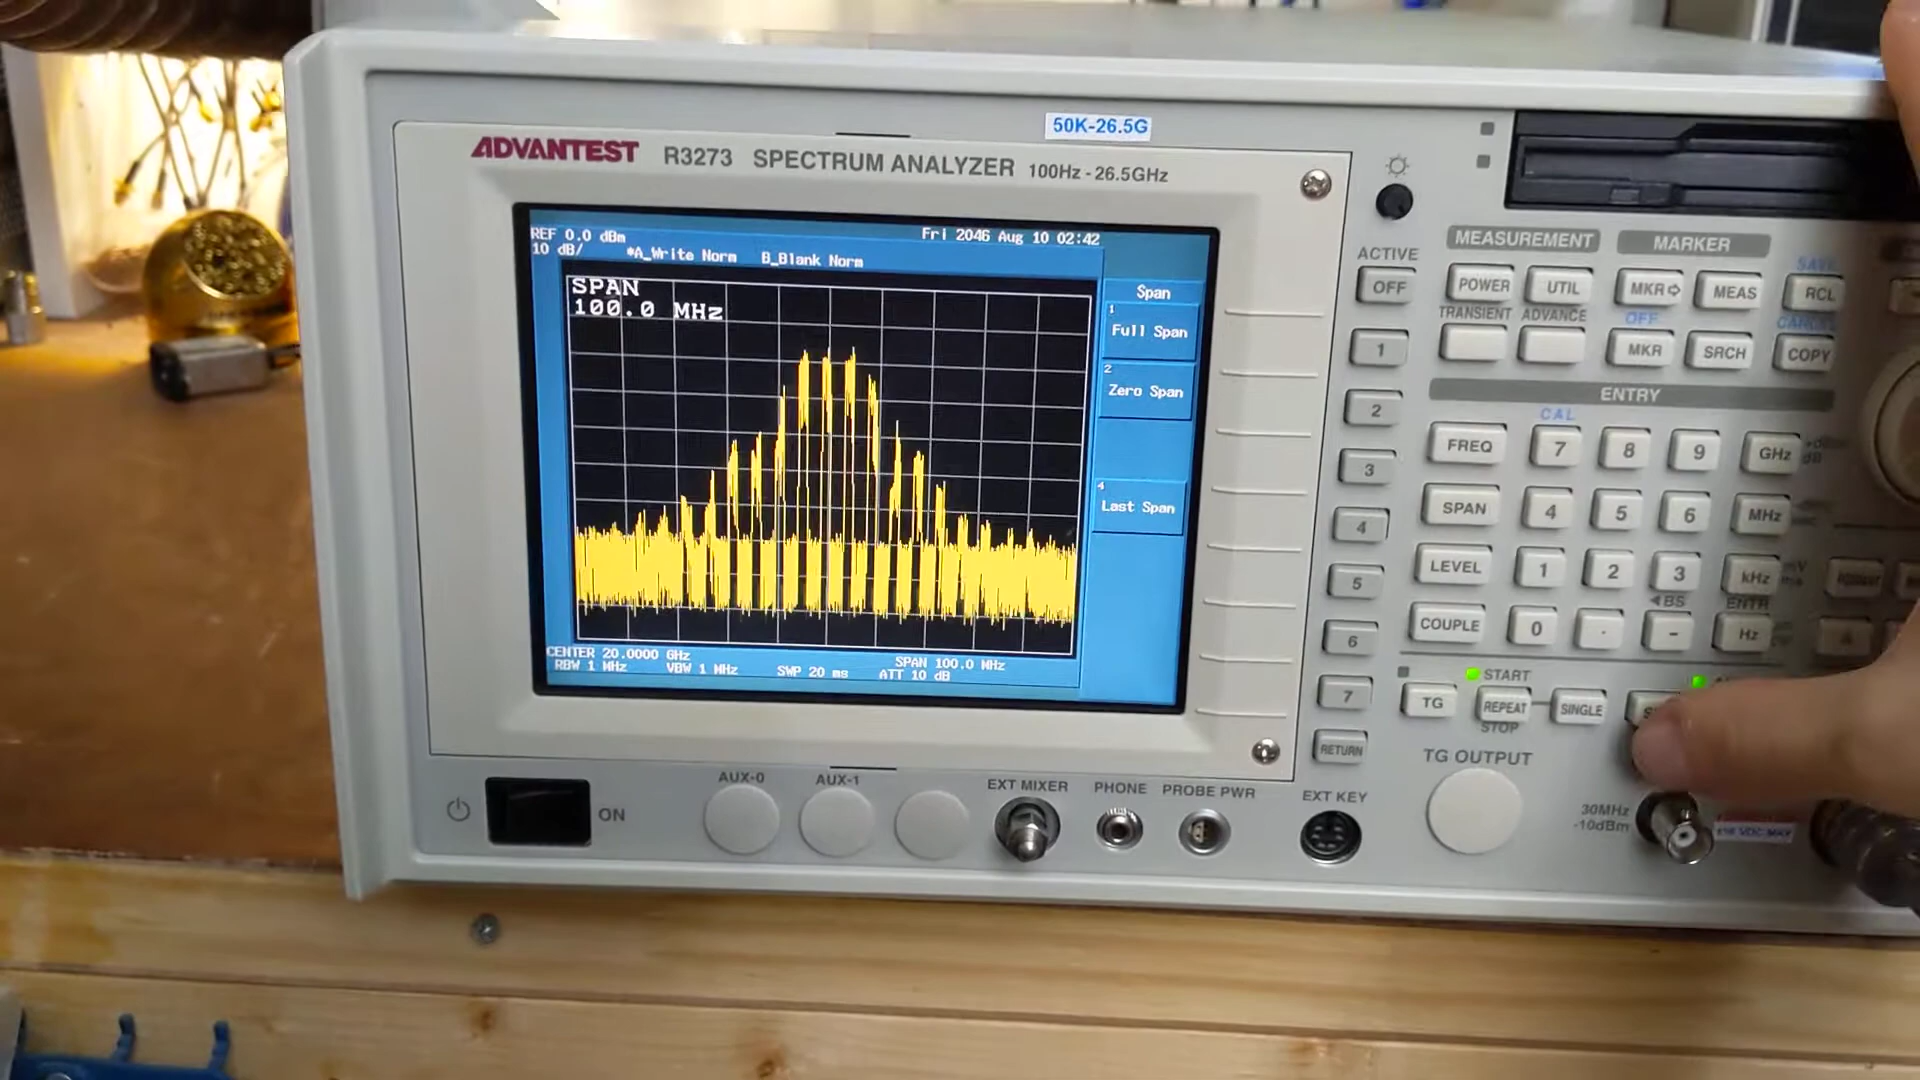 50K-26.5G
ADVANTEST R3273 SPECTRUM ANALYZER 100Hz - 26.5GHz
REF 0.0 dBm
Fri 2046 Aug 10 02:42
10 dB/ *A_Write Norm B_Blank Norm
SPAN
100.0 MHz
Span
1
Full Span
2
Zero Span
4
Last Span
CENTER 20.0000 GHz
SPAN 100.0 MHz
RBW 1 MHz VBW 1 MHz SWP 20 ms ATT 10 dB
ACTIVE
OFF
1
2
3
4
5
6
7
RETURN
MEASUREMENT
POWER UTIL
TRANSIENT ADVANCE
MARKER
MKR MEAS
OFF
MKR SRCH
SAVE
RCL
COPY
ENTRY
CAL
FREQ 7 8 9 GHz
dB
SPAN 4 5 6 MHz
LEVEL 1 2 3 kHz
BS ENTR
COUPLE 0 . - Hz
START
TG REPEAT SINGLE
STOP
TG OUTPUT
30MHz
-10dBm
ON
AUX-0
AUX-1
EXT MIXER
PHONE
PROBE PWR
EXT KEY